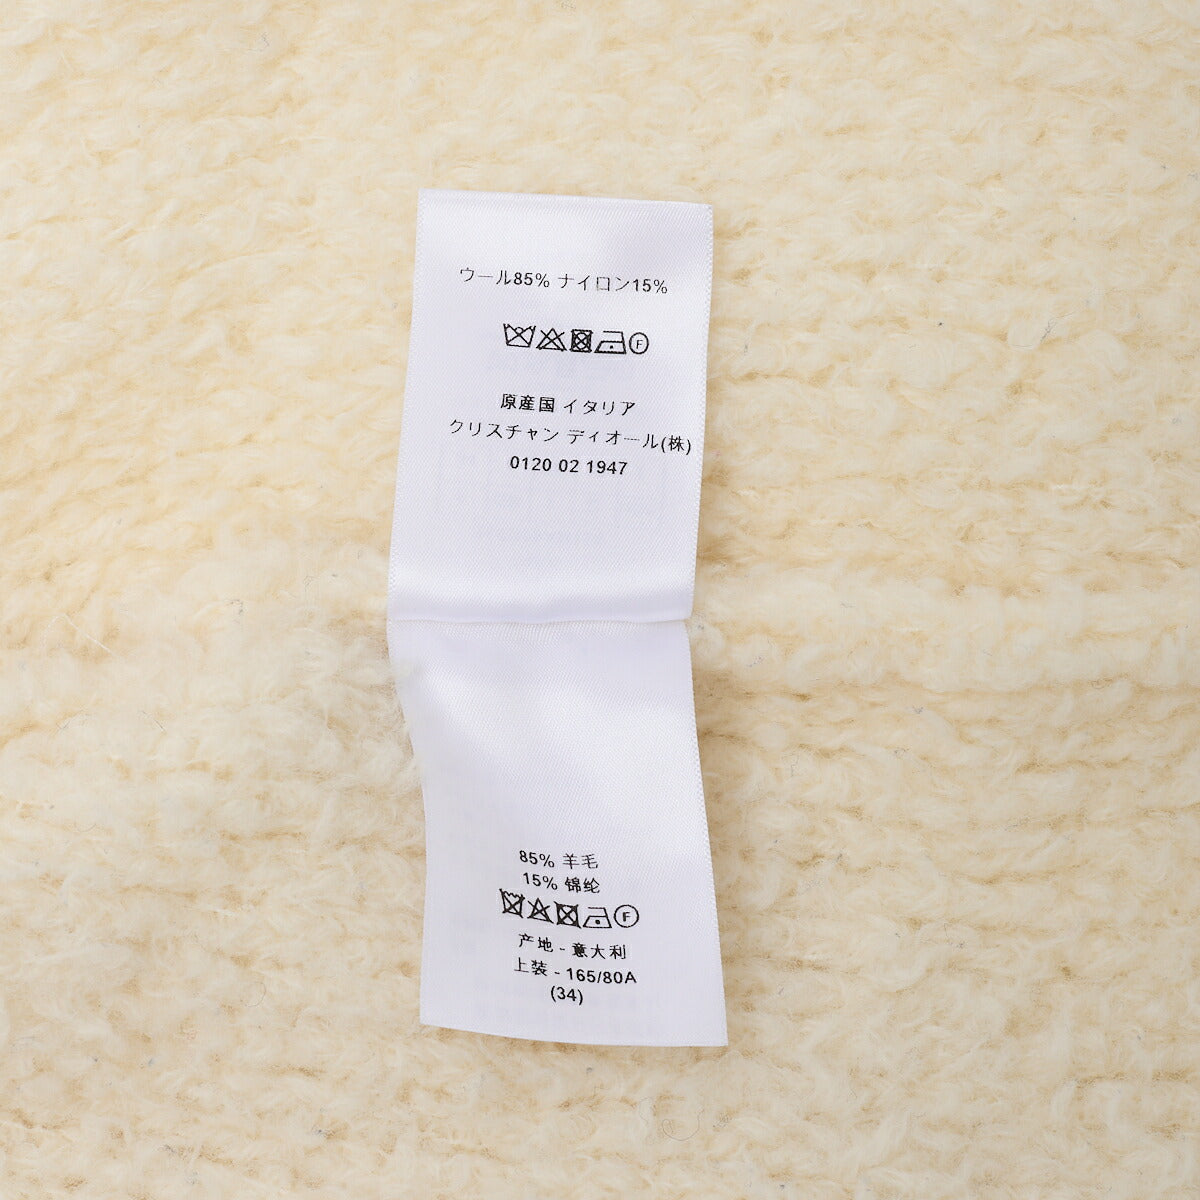 ウール85% ナイロン15%
F
原産国 イタリア
クリスチャン ディオール(株)
0120 02 1947
85% 羊毛
15% 锦纶
F
产地 - 意大利
上装 - 165/80A
(34)